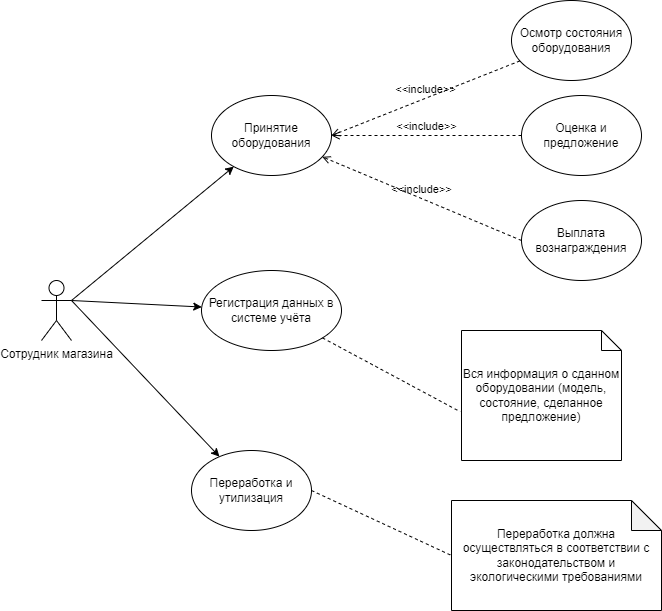 Осмотр состояния
оборудования
<<include>>
Принятие
оборудования
<<include>>
Оценка и
предложение
<<include>>
Выплата
вознаграждения
Регистрация данных в
системе учёта
Сотрудник магазина
Вся информация о сданном
оборудовании (модель,
состояние, сделанное
предложение)
Переработка и
утилизация
Переработка должна
осуществляться в соответствии с
законодательством и
экологическими требованиями